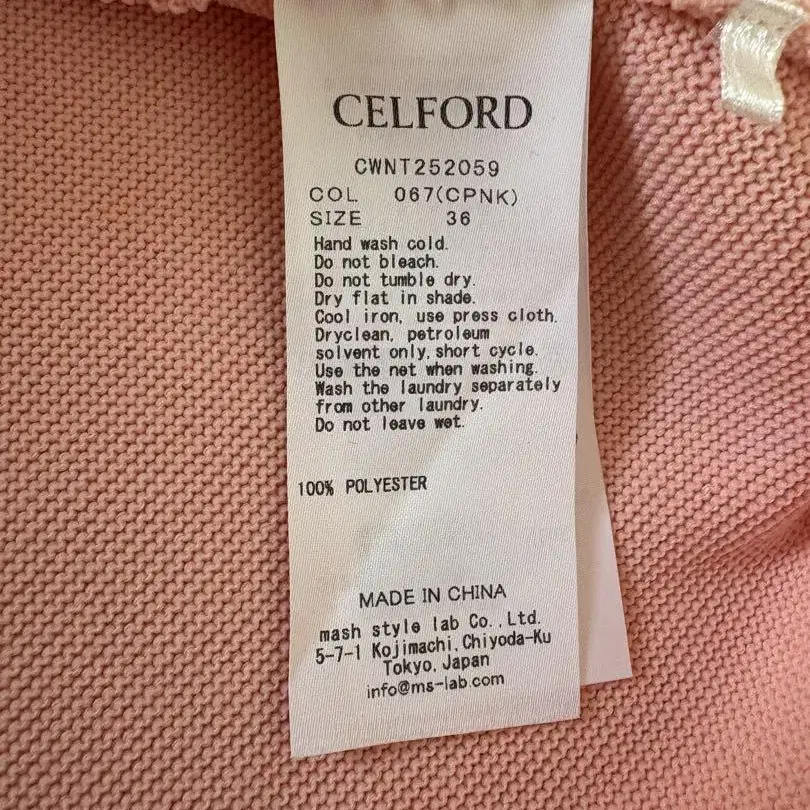 CELFORD
CWNT252059
COL 067(CPNK)
SIZE 36
Hand wash cold.
Do not bleach.
Do not tumble dry.
Dry flat in shade.
Cool iron, use press cloth.
Dryclean, petroleum
solvent only, short cycle.
Use the net when washing.
Wash the laundry separately
from other laundry.
Do not leave wet.
100% POLYESTER
MADE IN CHINA
mash style lab Co.,Ltd.
5-7-1 Kojimachi,Chiyoda-Ku
Tokyo,Japan
info@ms-lab.com